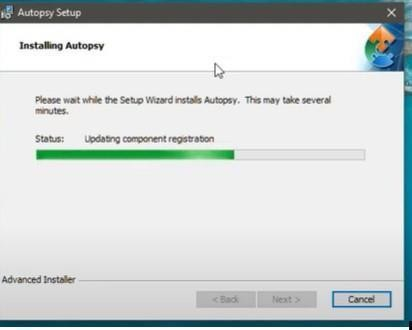 Autopsy Setup
Installing Autopsy
Please wait while the Setup Wizard installs Autopsy. This may take several
minutes.
Status: Updating component registration
Advanced Installer
< Back
Next >
Cancel